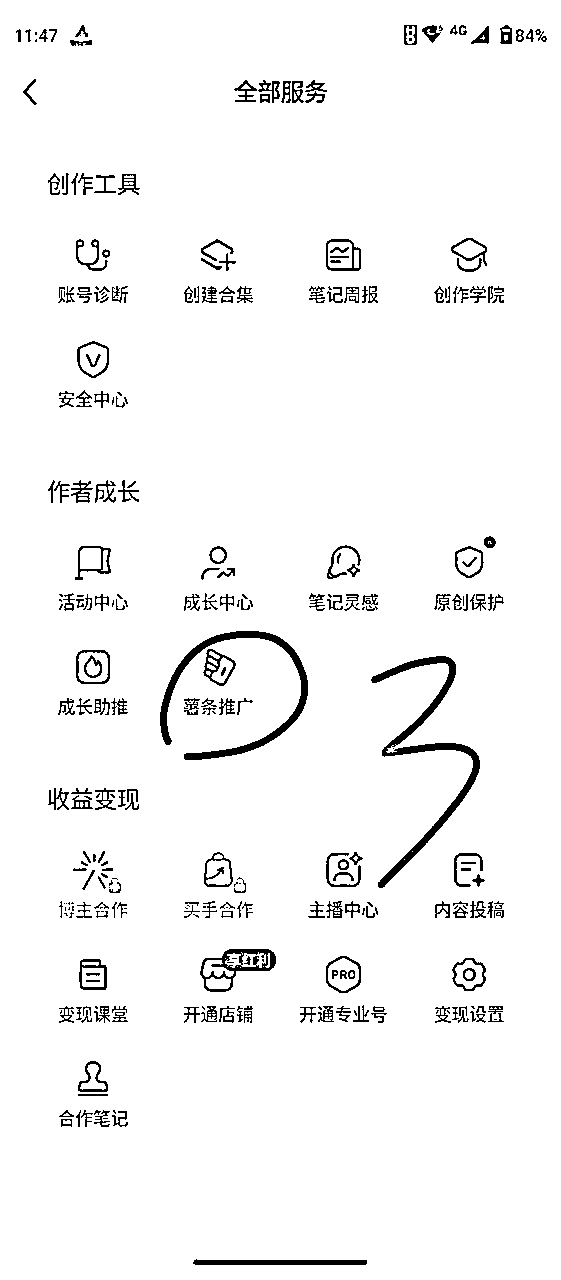 11:47 4G 84%
全部服务
创作工具
账号诊断 创建合集 笔记周报 创作学院
安全中心
作者成长
活动中心 成长中心 笔记灵感 原创保护
成长助推 薯条推广
3
收益变现
博主合作 买手合作 主播中心 内容投稿
享红利
PRO
变现课堂 开通店铺 开通专业号 变现设置
合作笔记